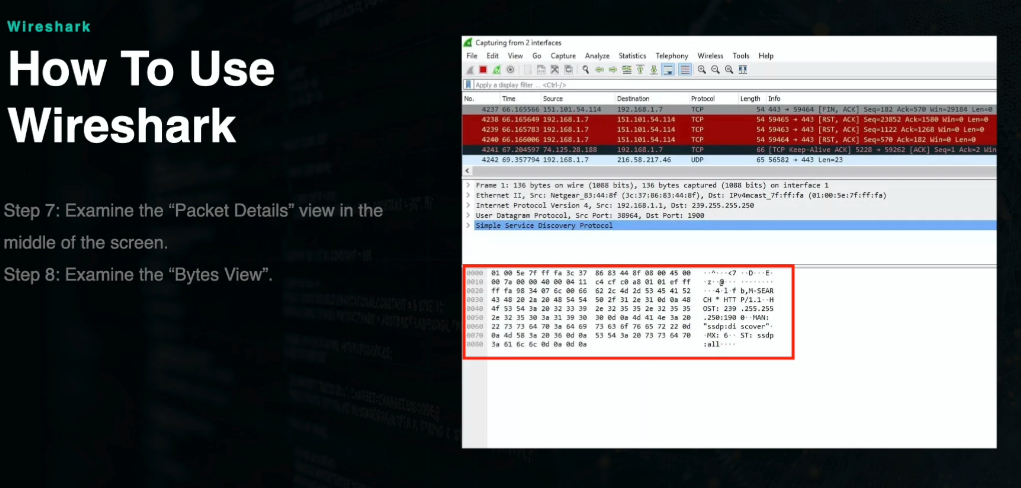 Wireshark
How To Use
Wireshark
Step 7: Examine the “Packet Details” view in the
middle of the screen.
Step 8: Examine the “Bytes View”.
Capturing from 2 interfaces
File Edit View Go Capture Analyze Statistics Telephony Wireless Tools Help
Apply a display filter ... <Ctrl-/>
No. Time Source Destination Protocol Length Info
4237 66.165566 151.101.54.114 192.168.1.7 TCP 54 443 → 59464 [FIN, ACK] Seq=182 Ack=570 Win=29184 Len=0
4238 66.165649 192.168.1.7 151.101.54.114 TCP 54 59465 → 443 [RST, ACK] Seq=23852 Ack=1580 Win=0 Len=0
4239 66.165783 192.168.1.7 151.101.54.114 TCP 54 59463 → 443 [RST, ACK] Seq=1122 Ack=1268 Win=0 Len=0
4240 66.166006 192.168.1.7 151.101.54.114 TCP 54 59464 → 443 [RST, ACK] Seq=570 Ack=182 Win=0 Len=0
4241 67.204597 74.125.28.188 192.168.1.7 TCP 66 [TCP Keep-Alive ACK] 5228 → 59262 [ACK] Seq=1 Ack=2 Win
4242 69.357794 192.168.1.7 216.58.217.46 UDP 65 56582 → 443 Len=23
Frame 1: 136 bytes on wire (1088 bits), 136 bytes captured (1088 bits) on interface 1
Ethernet II, Src: Netgear_83:44:8f (3c:37:86:83:44:8f), Dst: IPv4mcast_7f:ff:fa (01:00:5e:7f:ff:fa)
Internet Protocol Version 4, Src: 192.168.1.1, Dst: 239.255.255.250
User Datagram Protocol, Src Port: 38964, Dst Port: 1900
Simple Service Discovery Protocol
0000 01 00 5e 7f ff fa 3c 37 86 83 44 8f 08 00 45 00 ··^···<7 ··D···E·
0010 00 7a 00 00 40 00 04 11 c4 cf c0 a8 01 01 ef ff ·z··@··· ········
0020 ff fa 98 34 07 6c 00 66 62 2c 4d 2d 53 45 41 52 ···4·l·f b,M-SEAR
0030 43 48 20 2a 20 48 54 54 50 2f 31 2e 31 0d 0a 48 CH * HTT P/1.1··H
0040 4f 53 54 3a 20 32 33 39 2e 32 35 35 2e 32 35 35 OST: 239 .255.255
0050 2e 32 35 30 3a 31 39 30 30 0d 0a 4d 41 4e 3a 20 .250:190 0··MAN:
0060 22 73 73 64 70 3a 64 69 73 63 6f 76 65 72 22 0d "ssdp:di scover"·
0070 0a 4d 58 3a 20 36 0d 0a 53 54 3a 20 73 73 64 70 ·MX: 6·· ST: ssdp
0080 3a 61 6c 6c 0d 0a 0d 0a :all····